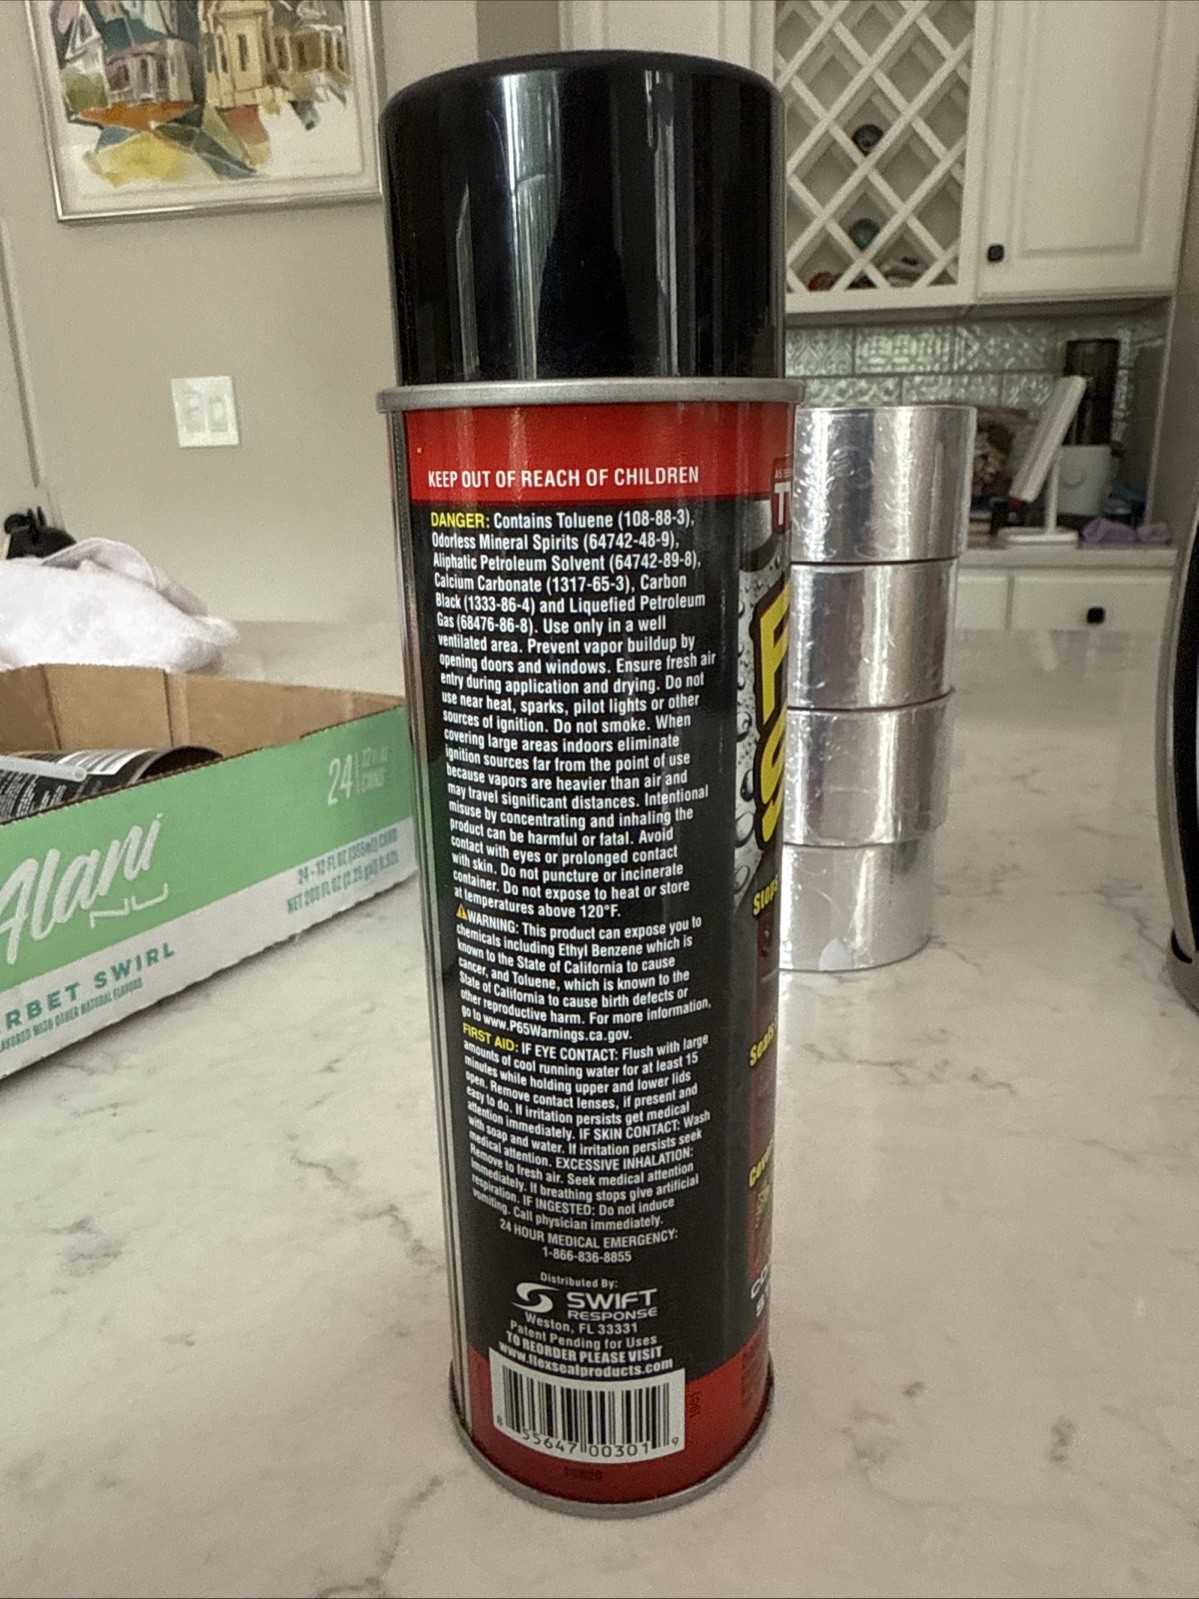 KEEP OUT OF REACH OF CHILDREN
DANGER: Contains Toluene (108-88-3),
Odorless Mineral Spirits (64742-48-9),
Aliphatic Petroleum Solvent (64742-89-8),
Calcium Carbonate (1317-65-3), Carbon
Black (1333-86-4) and Liquefied Petroleum
Gas (68476-86-8). Use only in a well
ventilated area. Prevent vapor buildup by
opening doors and windows. Ensure fresh air
entry during application and drying. Do not
use near heat, sparks, pilot lights or other
sources of ignition. Do not smoke. When
covering large areas indoors eliminate
ignition sources far from the point of use
because vapors are heavier than air and
may travel significant distances. Intentional
misuse by concentrating and inhaling the
product can be harmful or fatal. Avoid
contact with eyes or prolonged contact
with skin. Do not puncture or incinerate
container. Do not expose to heat or store
at temperatures above 120°F.
⚠WARNING: This product can expose you to
chemicals including Ethyl Benzene which is
known to the State of California to cause
cancer, and Toluene, which is known to the
State of California to cause birth defects or
other reproductive harm. For more information,
go to www.P65Warnings.ca.gov.
FIRST AID: IF EYE CONTACT: Flush with large
amounts of cool running water for at least 15
minutes while holding upper and lower lids
open. Remove contact lenses, if present and
easy to do. If irritation persists get medical
attention immediately. IF SKIN CONTACT: Wash
with soap and water. If irritation persists seek
medical attention. EXCESSIVE INHALATION:
Remove to fresh air. Seek medical attention
immediately. If breathing stops give artificial
respiration. IF INGESTED: Do not induce
vomiting. Call physician immediately.
24 HOUR MEDICAL EMERGENCY:
1-866-836-8855
Distributed By:
SWIFT
RESPONSE
Weston, FL 33331
Patent Pending for Uses
TO REORDER PLEASE VISIT
www.flexsealproducts.com
8 55647 00301 9
Stops
24 12 FL OZ CANS
Alani
NU
24 - 12 FL OZ (355ml) CANS
RBET SWIRL